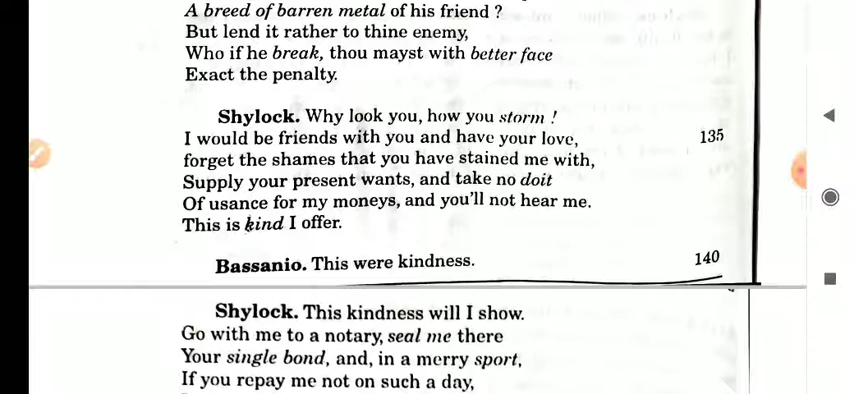 A breed of barren metal of his friend ?
But lend it rather to thine enemy,
Who if he break, thou mayst with better face
Exact the penalty.
Shylock. Why look you, how you storm !
I would be friends with you and have your love, 135
forget the shames that you have stained me with,
Supply your present wants, and take no doit
Of usance for my moneys, and you'll not hear me.
This is kind I offer.
Bassanio. This were kindness. 140
Shylock. This kindness will I show.
Go with me to a notary, seal me there
Your single bond, and, in a merry sport,
If you repay me not on such a day,